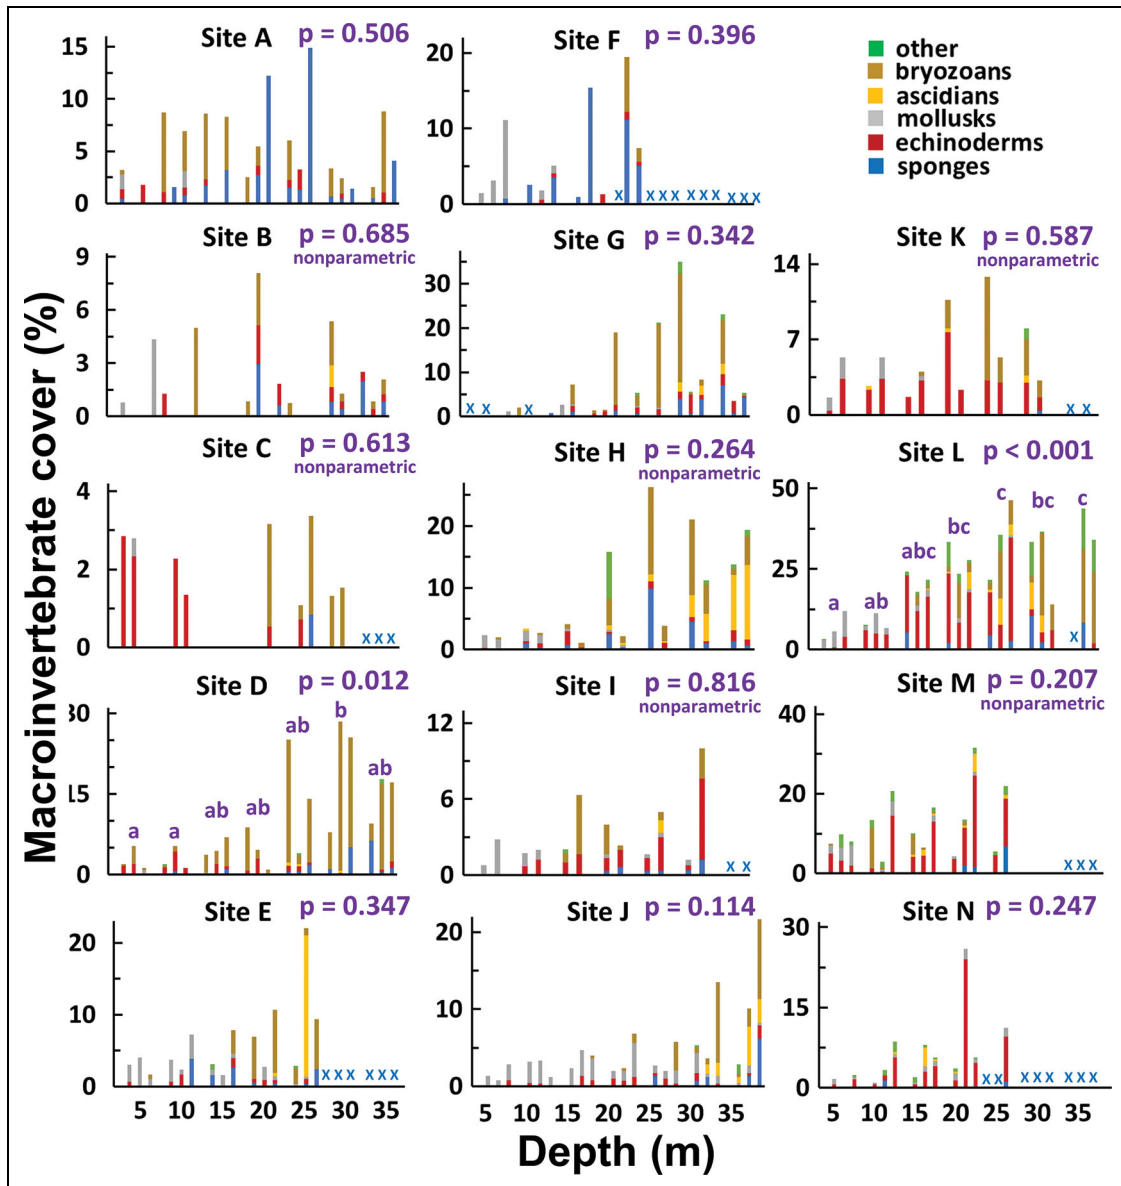 Site A p = 0.506
15
10
5
0
Site F p = 0.396
20
10
0
x xxx xxx xxx
other
bryozoans
ascidians
mollusks
echinoderms
sponges
Site B p = 0.685
nonparametric
9
6
3
0
Site G p = 0.342
30
20
10
0
x x x
Site K p = 0.587
nonparametric
14
7
0
x x
Site C p = 0.613
nonparametric
4
2
0
xxx
Site H p = 0.264
nonparametric
20
10
0
Site L p < 0.001
50
25
0
a ab abc bc c bc c
x
Site D p = 0.012
30
15
0
a a ab ab ab b ab
Site I p = 0.816
nonparametric
12
6
0
x x
Site M p = 0.207
nonparametric
40
20
0
xxx
Site E p = 0.347
20
10
0
xxx xxx
5 10 15 20 25 30 35
Site J p = 0.114
20
10
0
5 10 15 20 25 30 35
Site N p = 0.247
30
15
0
xx xxx xxx
5 10 15 20 25 30 35
Macroinvertebrate cover (%)
Depth (m)